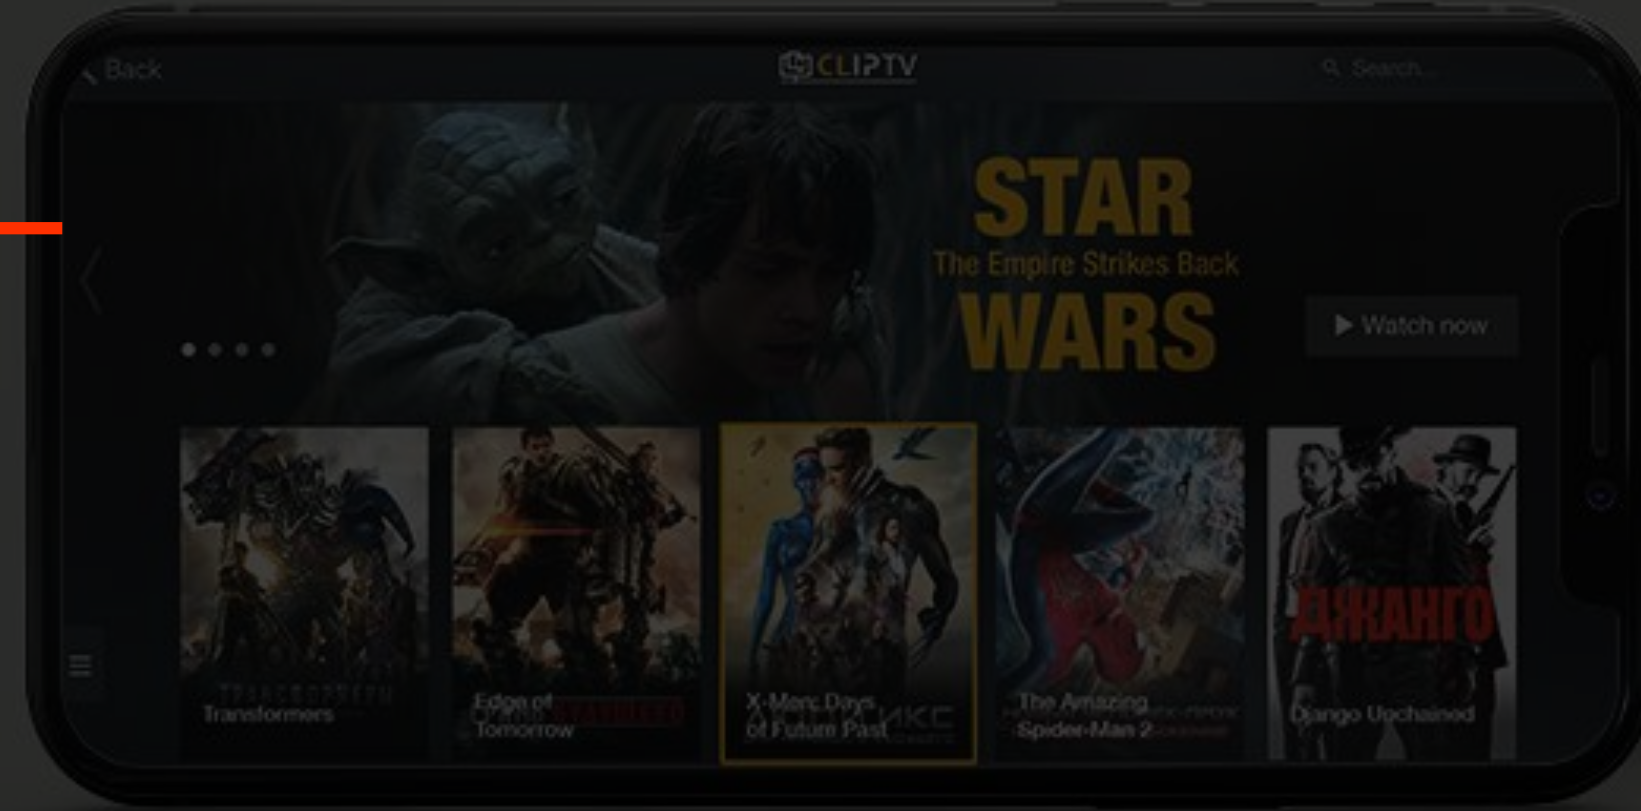 Back
CLIPTV
Search...
STAR
The Empire Strikes Back
WARS
Watch now
ТРАНСФОРМЕРЫ
Transformers
Edge of
Tomorrow
X-Men: Days
of Future Past
The Amazing
Spider-Man 2
ДЖАНГО
Django Unchained